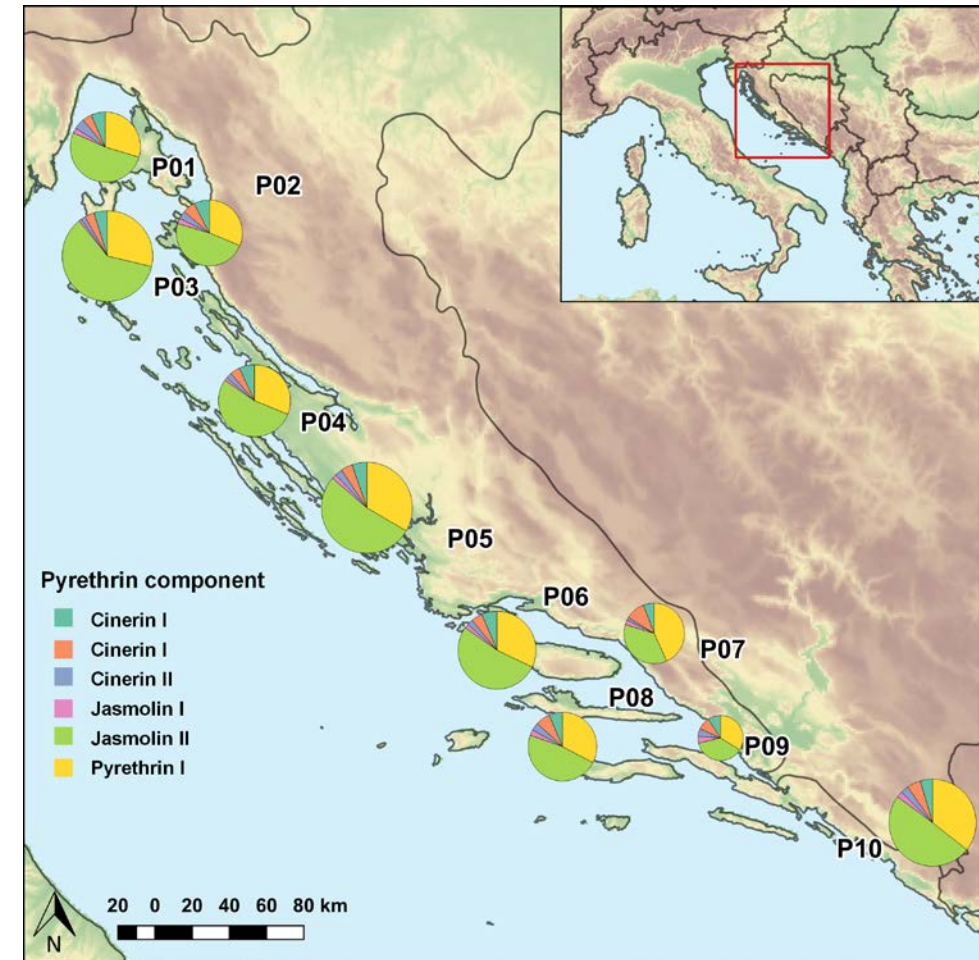 P01
P02
P03
P04
P05
P06
P07
P08
P09
P10
Pyrethrin component
Cinerin I
Cinerin I
Cinerin II
Jasmolin I
Jasmolin II
Pyrethrin I
20 0 20 40 60 80 km
N